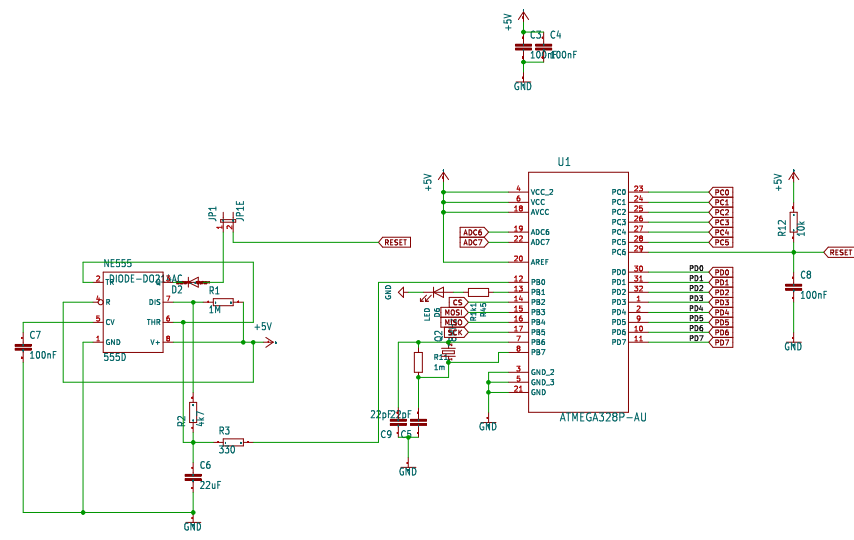 +5V
C3 C4
100nF 100nF
GND
U1
+5V
4 VCC_2
6 VCC
18 AVCC
ADC6 19 ADC6
ADC7 22 ADC7
20 AREF
12 PB0
13 PB1
CS 14 PB2
MOSI 15 PB3
MISO 16 PB4
SCK 17 PB5
7 PB6
8 PB7
3 GND_2
5 GND_3
21 GND
GND
ATMEGA328P-AU
PC0 23 PC0
PC1 24 PC1
PC2 25 PC2
PC3 26 PC3
PC4 27 PC4
PC5 28 PC5
PC6 29
PD0 30 PD0 PD0
PD1 31 PD1 PD1
PD2 32 PD2 PD2
PD3 1 PD3 PD3
PD4 2 PD4 PD4
PD5 9 PD5 PD5
PD6 10 PD6 PD6
PD7 11 PD7 PD7
+5V
R12
10k
RESET
C8
100nF
GND
JP1
JP1E
1 2
RESET
NE555
DIODE-DO214AC
D2
2 TR
4 R
5 CV
1 GND
Q
DIS 7
THR 6
V+ 8
555D
R1
1M
+5V
C7
100nF
R2
4k7
R3
330
C6
22uF
GND
GND
LED
D6
R45
Q2
1m
22pF 22pF
C9 C5
GND